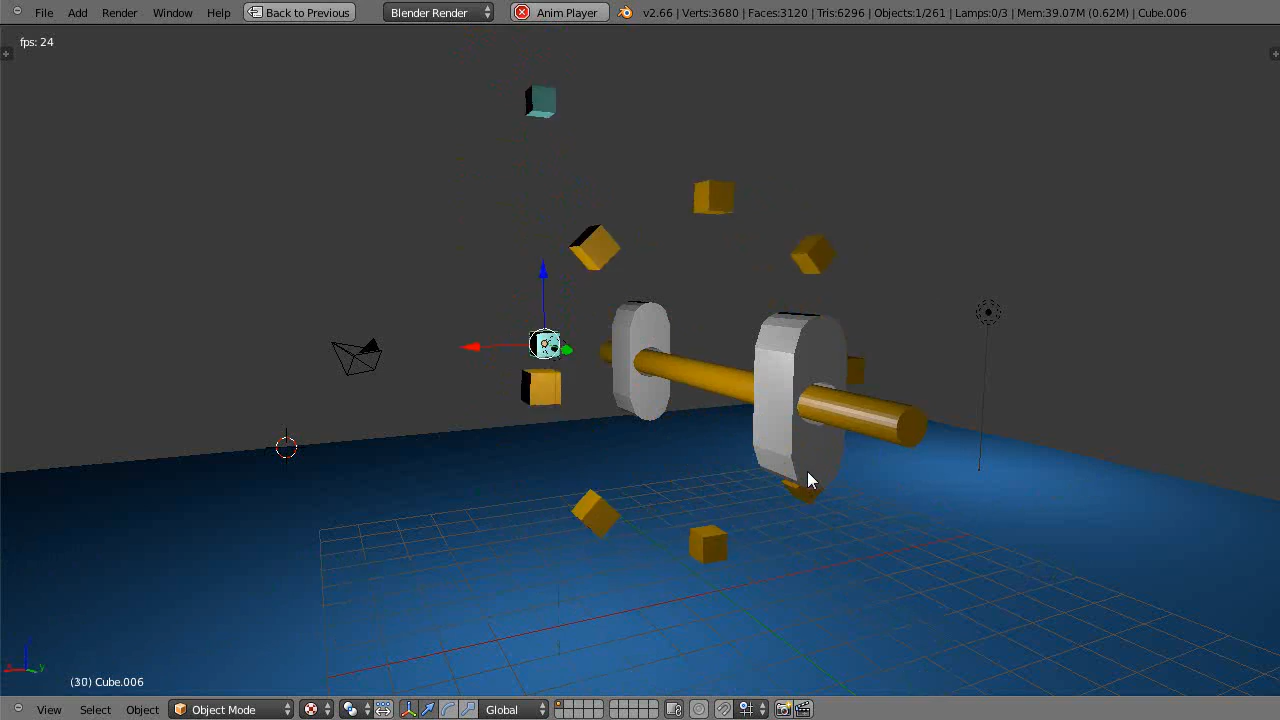 File Add Render Window Help Back to Previous Blender Render Anim Player v2.66 | Verts:3680 | Faces:3120 | Tris:6296 | Objects:1/261 | Lamps:0/3 | Mem:39.07M (0.62M) | Cube.006
fps: 24
x y
(30) Cube.006
View Select Object Object Mode Global